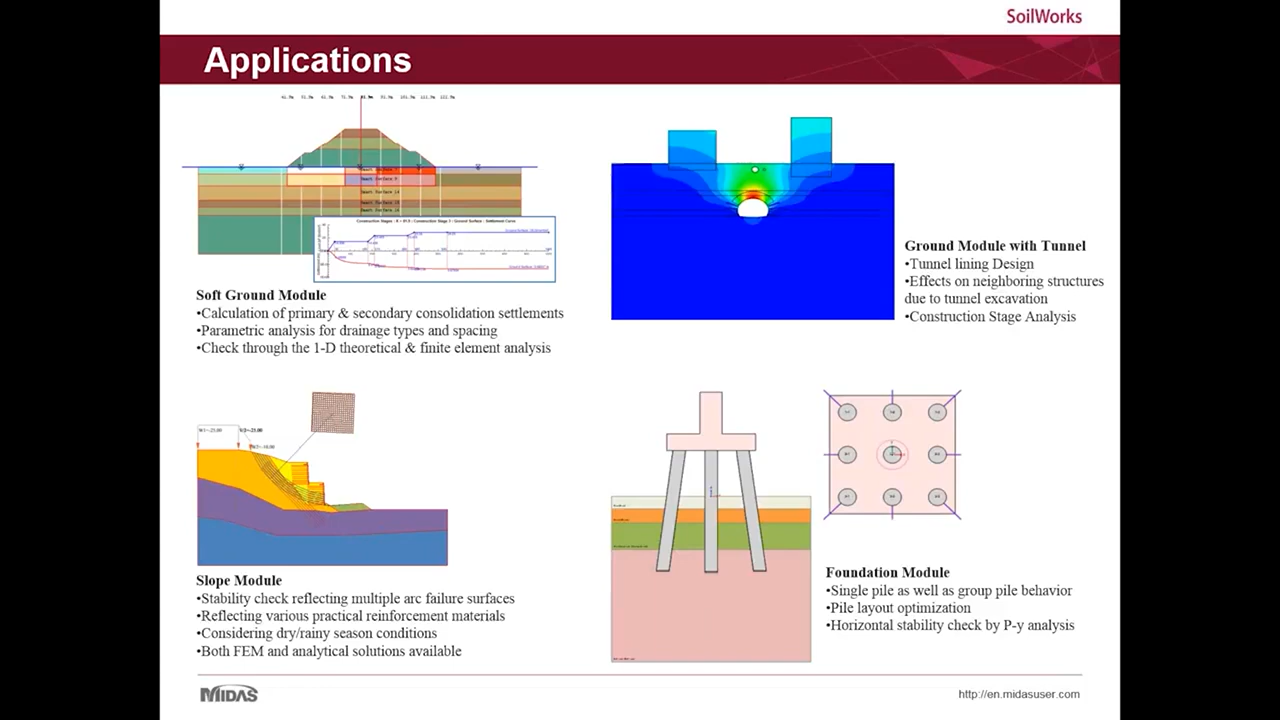 SoilWorks
Applications
Soft Ground Module
•Calculation of primary & secondary consolidation settlements
•Parametric analysis for drainage types and spacing
•Check through the 1-D theoretical & finite element analysis
Ground Module with Tunnel
•Tunnel lining Design
•Effects on neighboring structures
due to tunnel excavation
•Construction Stage Analysis
Slope Module
•Stability check reflecting multiple arc failure surfaces
•Reflecting various practical reinforcement materials
•Considering dry/rainy season conditions
•Both FEM and analytical solutions available
Foundation Module
•Single pile as well as group pile behavior
•Pile layout optimization
•Horizontal stability check by P-y analysis
MIDAS
http://en.midasuser.com